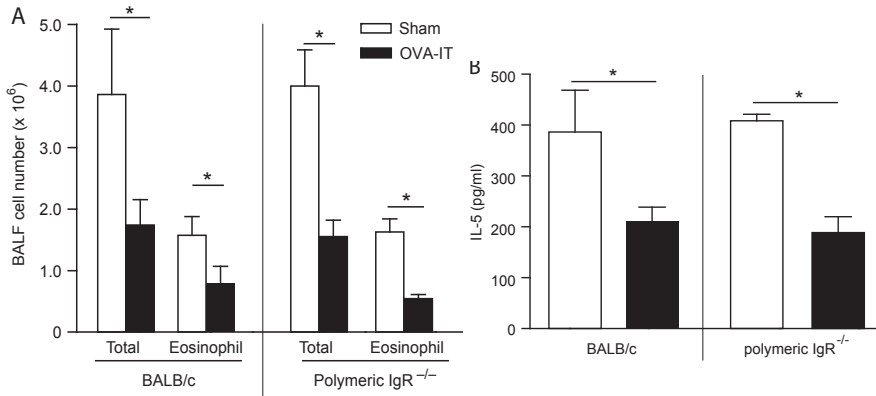 A
5.0
4.0
3.0
2.0
1.0
0
BALF cell number (x 10⁶)
* * * *
Sham
OVA-IT
Total Eosinophil Total Eosinophil
BALB/c Polymeric IgR −/−
B
500
400
300
200
300
0
IL-5 (pg/ml)
* *
BALB/c polymeric IgR -/-